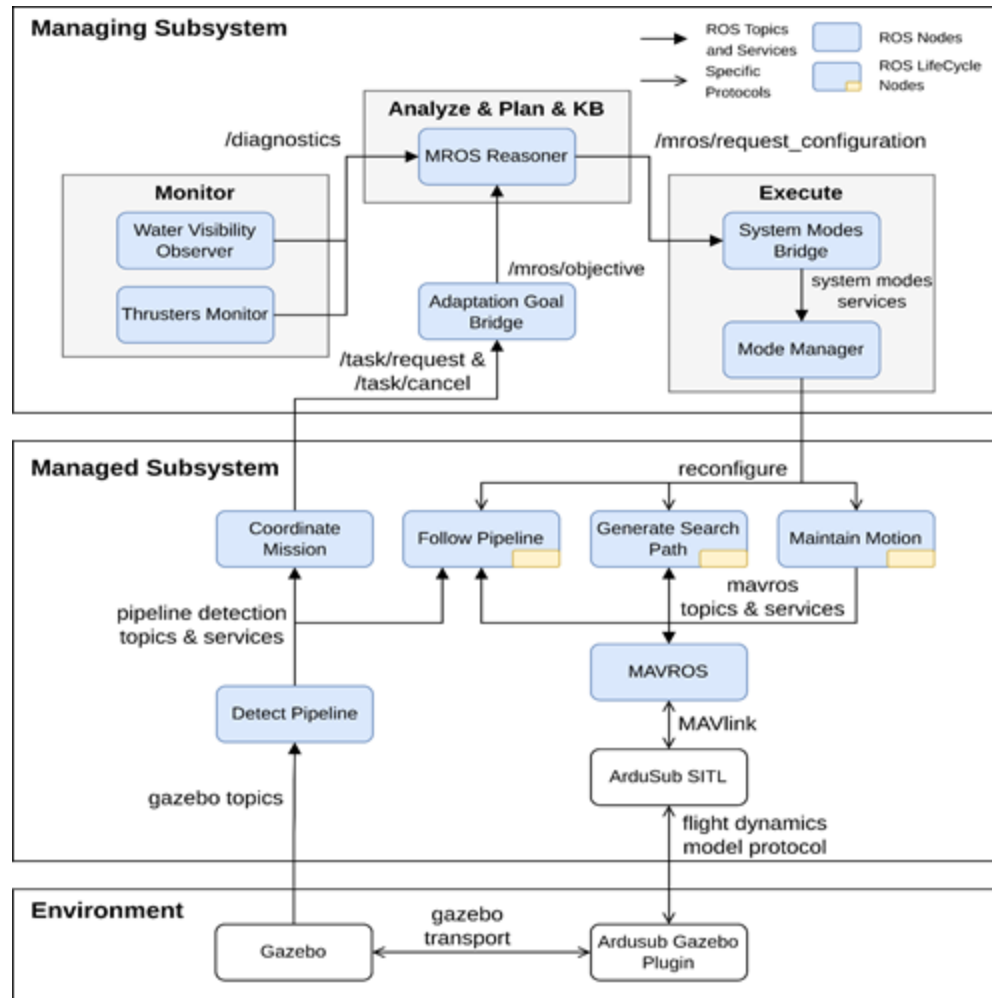 Managing Subsystem
ROS Topics
and Services
Specific
Protocols
ROS Nodes
ROS LifeCycle
Nodes
Analyze & Plan & KB
MROS Reasoner
/diagnostics
/mros/request_configuration
Monitor
Water Visibility
Observer
Thrusters Monitor
/mros/objective
Adaptation Goal
Bridge
/task/request &
/task/cancel
Execute
System Modes
Bridge
system modes
services
Mode Manager
Managed Subsystem
reconfigure
Coordinate
Mission
Follow Pipeline
Generate Search
Path
Maintain Motion
pipeline detection
topics & services
mavros
topics & services
MAVROS
Detect Pipeline
MAVlink
ArduSub SITL
gazebo topics
flight dynamics
model protocol
Environment
gazebo
transport
Gazebo
Ardusub Gazebo
Plugin